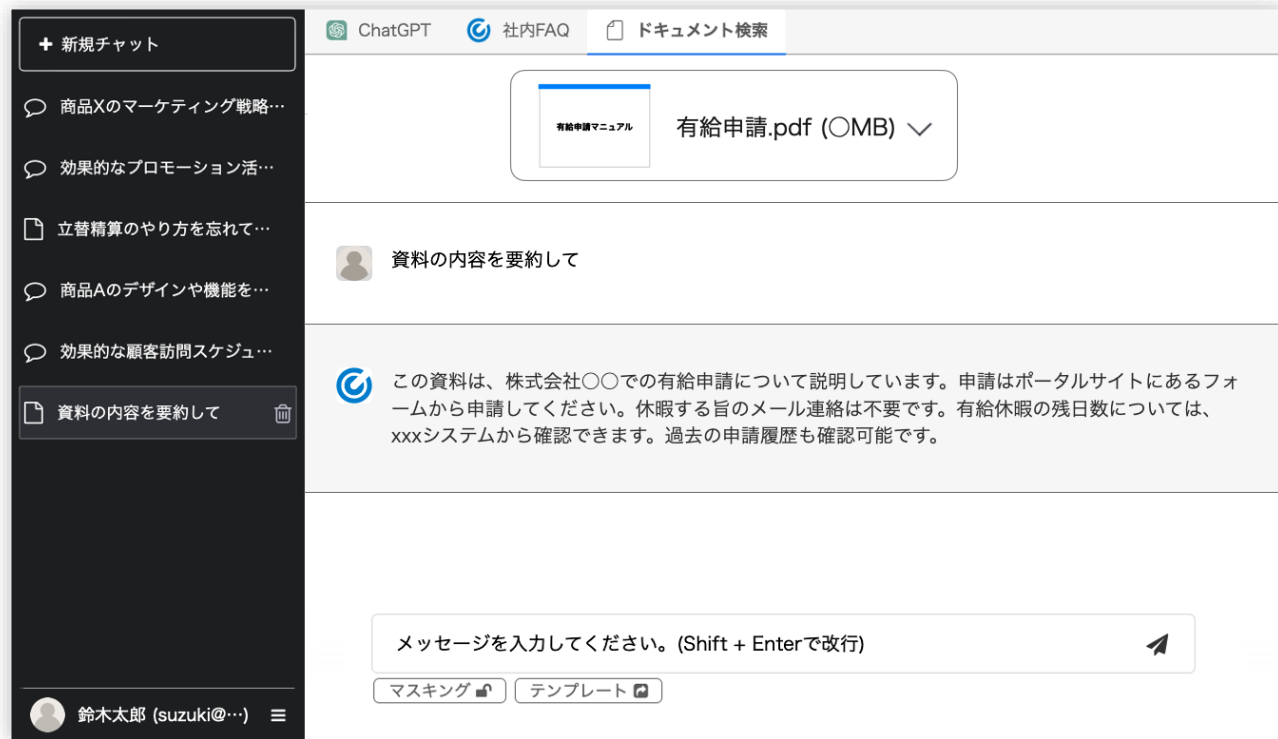 新規チャット
商品Xのマーケティング戦略…
効果的なプロモーション活…
立替精算のやり方を忘れて…
商品Aのデザインや機能を…
効果的な顧客訪問スケジュ…
資料の内容を要約して
鈴木太郎 (suzuki@…)
ChatGPT 社内FAQ ドキュメント検索
有給申請マニュアル
有給申請.pdf (○MB)
資料の内容を要約して
この資料は、株式会社○○での有給申請について説明しています。申請はポータルサイトにあるフォ
ームから申請してください。休暇する旨のメール連絡は不要です。有給休暇の残日数については、
xxxシステムから確認できます。過去の申請履歴も確認可能です。
メッセージを入力してください。(Shift + Enterで改行)
マスキング テンプレート